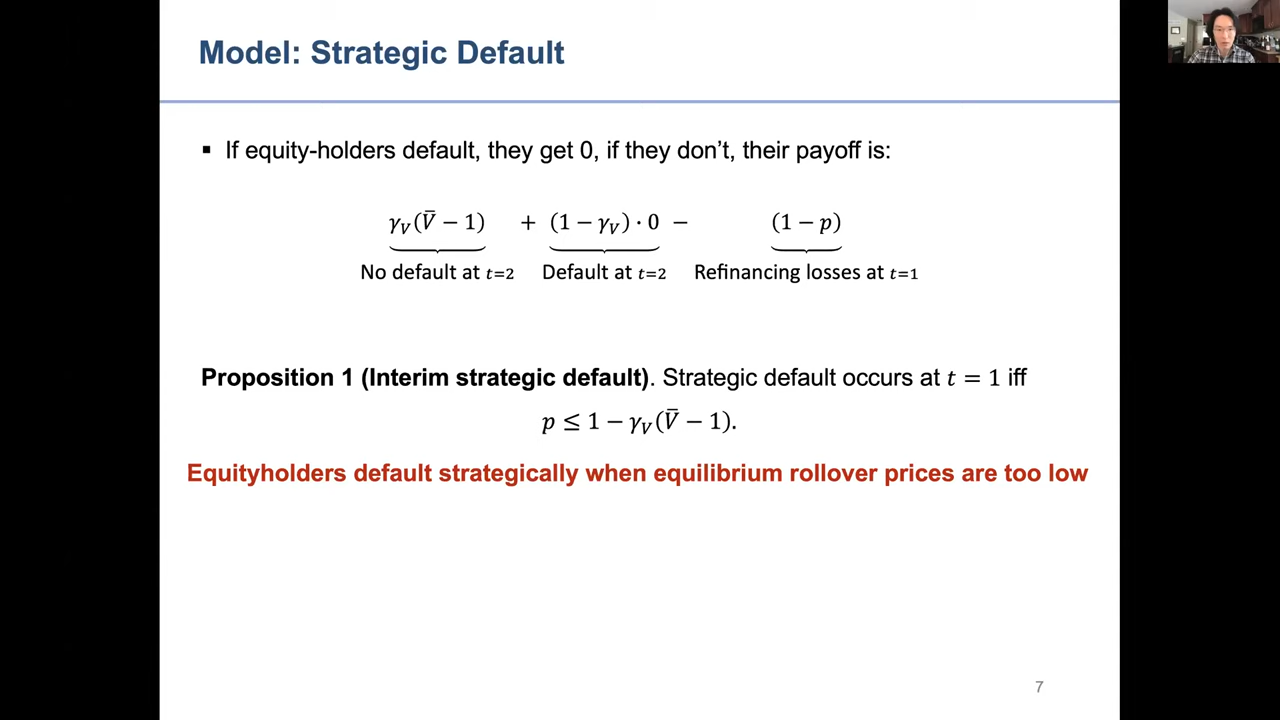 Model: Strategic Default
▪ If equity-holders default, they get 0, if they don't, their payoff is:
γ_V(V̄ − 1) + (1 − γ_V) · 0 − (1 − p)
No default at t=2 Default at t=2 Refinancing losses at t=1
Proposition 1 (Interim strategic default). Strategic default occurs at t = 1 iff
p ≤ 1 − γ_V(V̄ − 1).
Equityholders default strategically when equilibrium rollover prices are too low
7